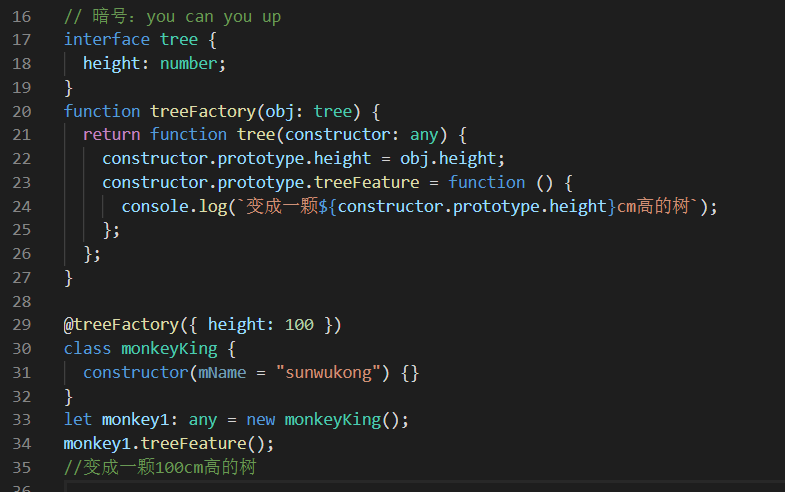 16 // 暗号：you can you up
17 interface tree {
18 height: number;
19 }
20 function treeFactory(obj: tree) {
21 return function tree(constructor: any) {
22 constructor.prototype.height = obj.height;
23 constructor.prototype.treeFeature = function () {
24 console.log(`变成一颗${constructor.prototype.height}cm高的树`);
25 };
26 };
27 }
28
29 @treeFactory({ height: 100 })
30 class monkeyKing {
31 constructor(mName = "sunwukong") {}
32 }
33 let monkey1: any = new monkeyKing();
34 monkey1.treeFeature();
35 //变成一颗100cm高的树
36